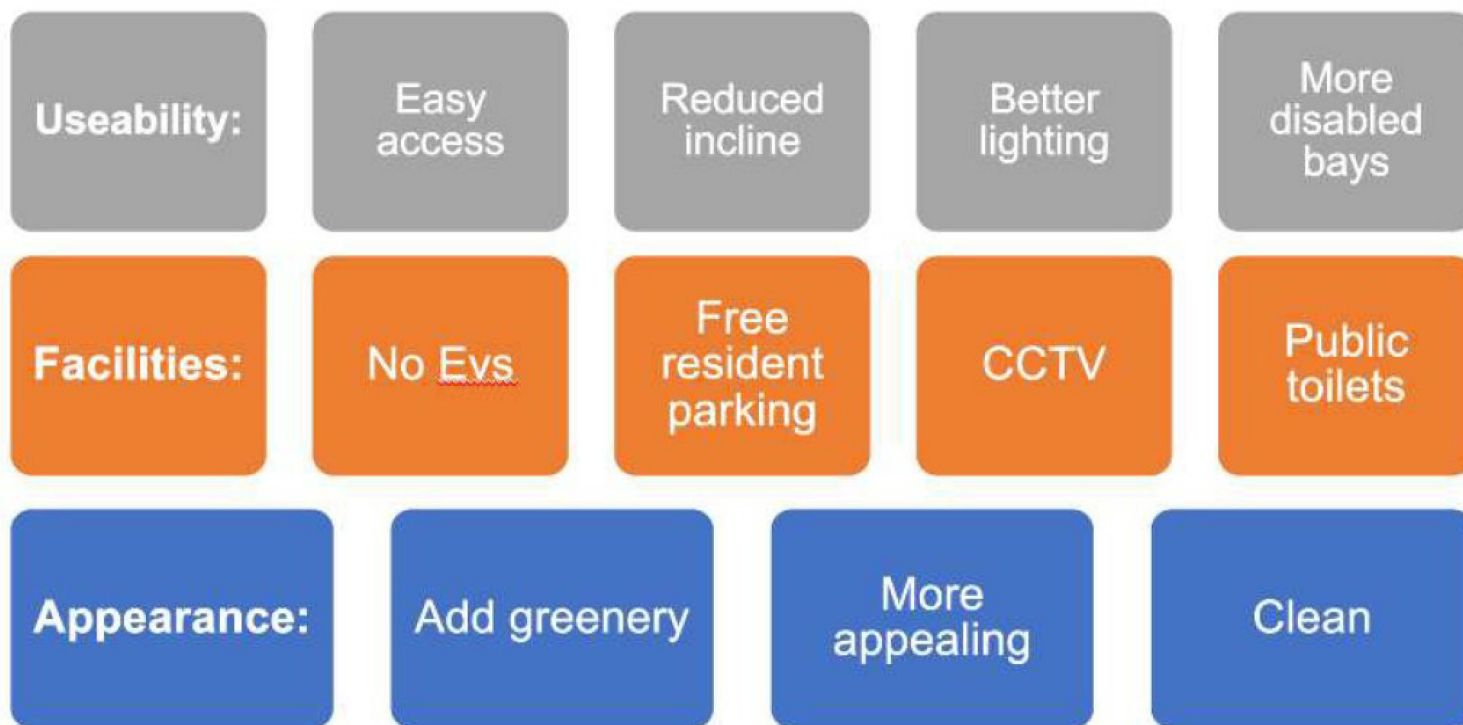 Useability:
Easy
access
Reduced
incline
Better
lighting
More
disabled
bays
Facilities:
No Evs
Free
resident
parking
CCTV
Public
toilets
Appearance:
Add greenery
More
appealing
Clean